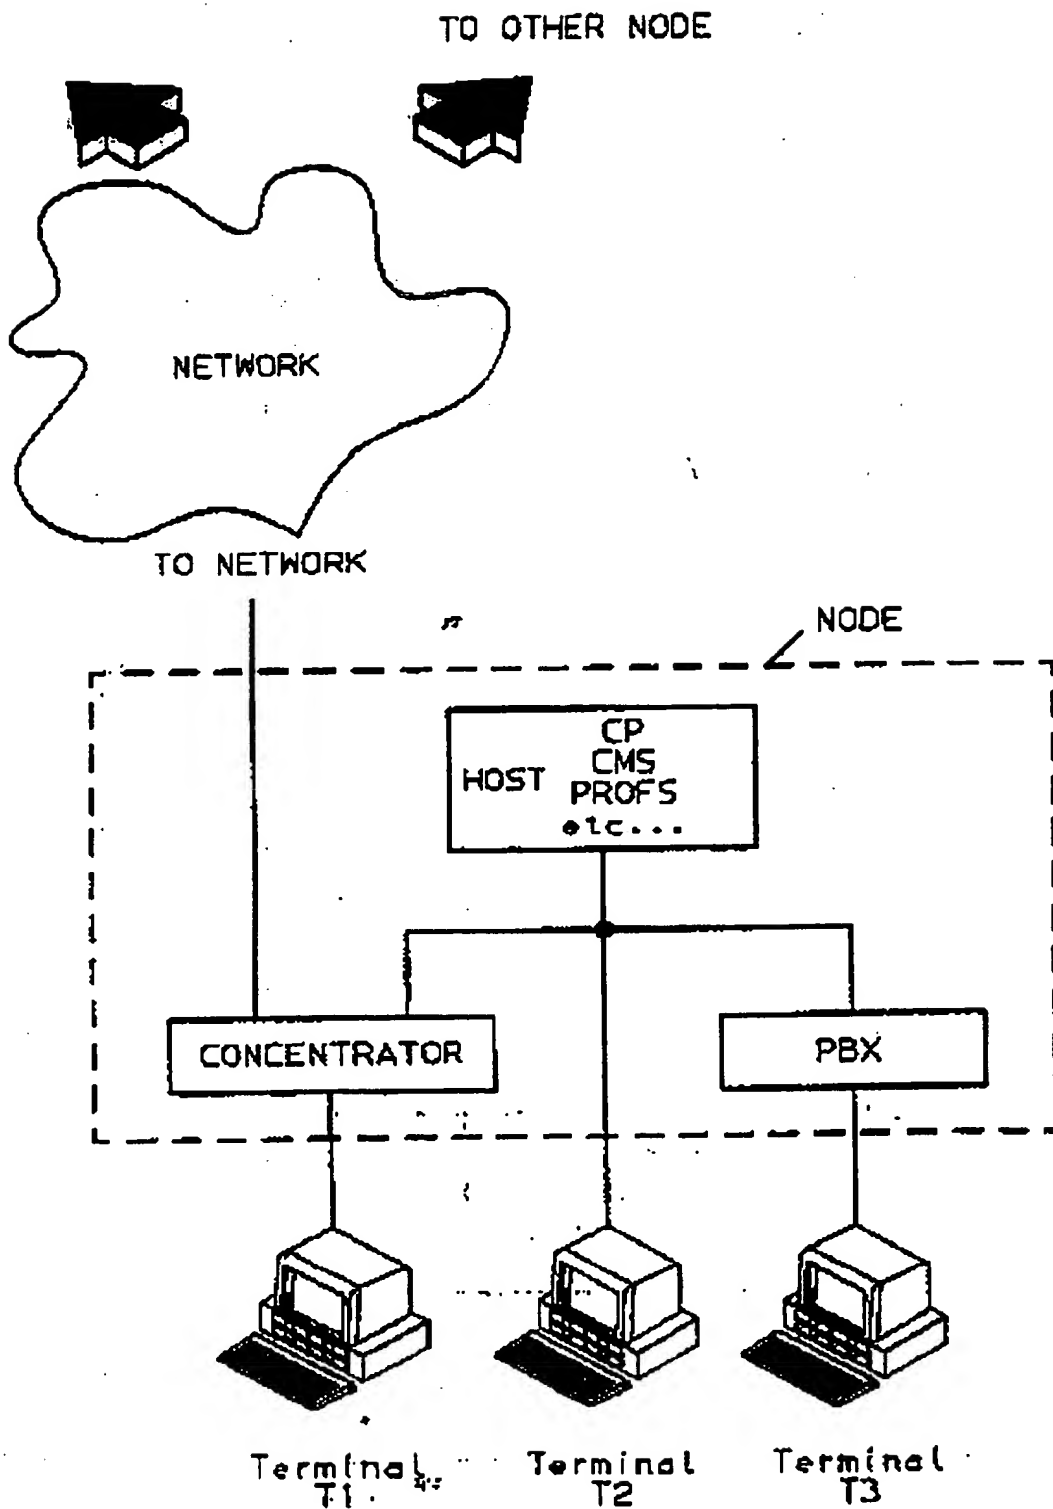 TO OTHER NODE
NETWORK
TO NETWORK
NODE
HOST
CP
CMS
PROFS
etc...
CONCENTRATOR
PBX
Terminal
T1
Terminal
T2
Terminal
T3